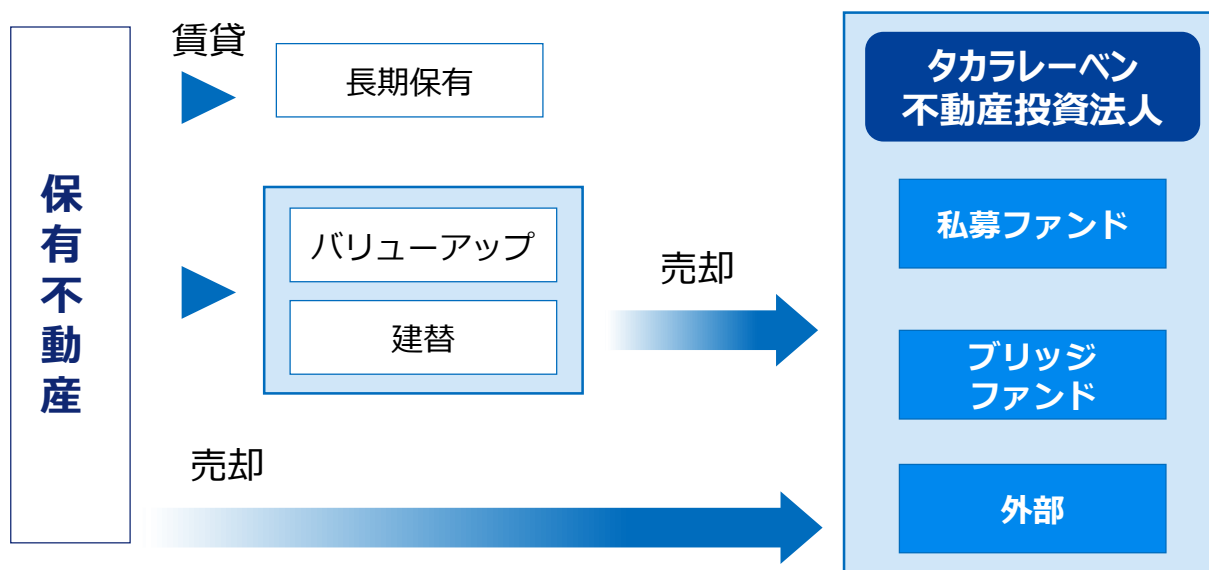 保有不動産
賃貸
長期保有
バリューアップ
建替
売却
売却
タカラレーベン
不動産投資法人
私募ファンド
ブリッジ
ファンド
外部